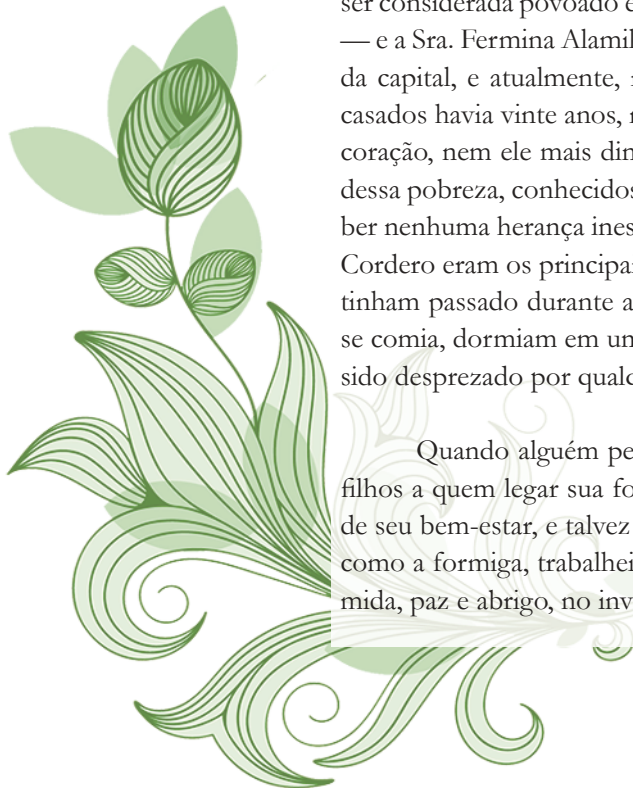 ser considerada povoado e
— e a Sra. Fermina Alamil
da capital, e atualmente,
casados havia vinte anos,
coração, nem ele mais din
dessa pobreza, conhecidos
ber nenhuma herança ines
Cordero eram os principai
tinham passado durante a
se comia, dormiam em un
sido desprezado por qualq
Quando alguém pe
filhos a quem legar sua fo
de seu bem-estar, e talvez
como a formiga, trabalhei
mida, paz e abrigo, no inv